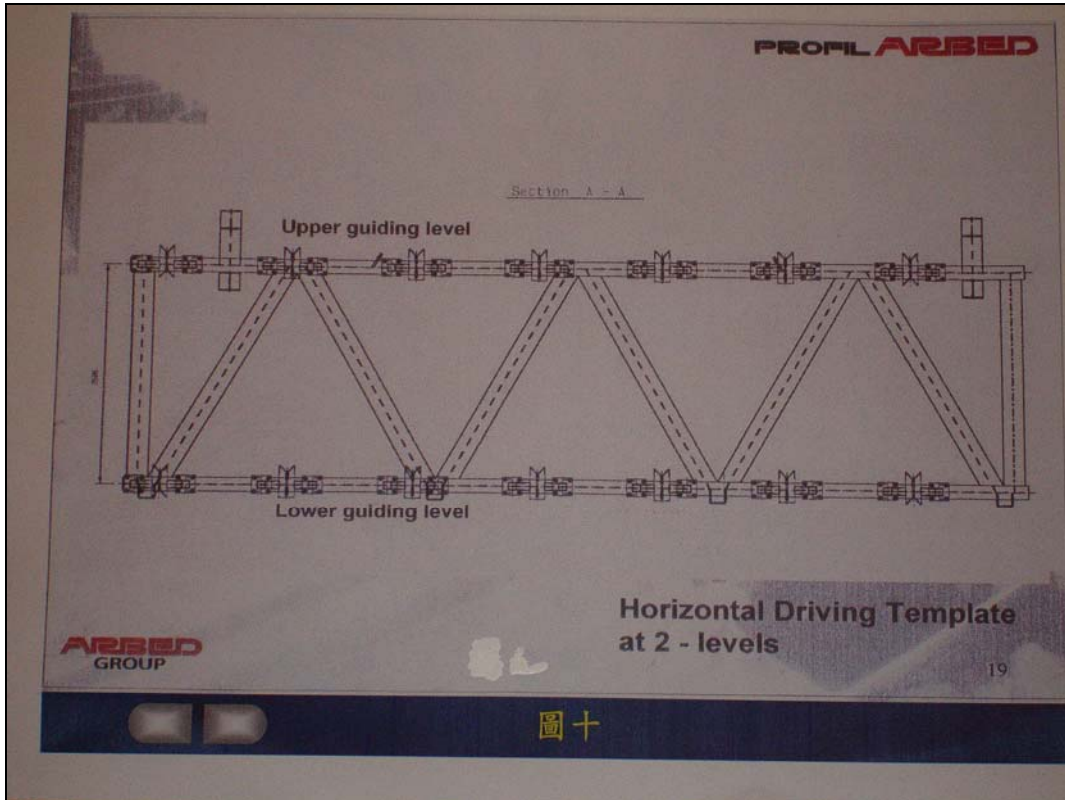 PROFIL ARBED
Section A - A
Upper guiding level
Lower guiding level
Horizontal Driving Template
at 2 - levels
ARBED
GROUP
19
圖十